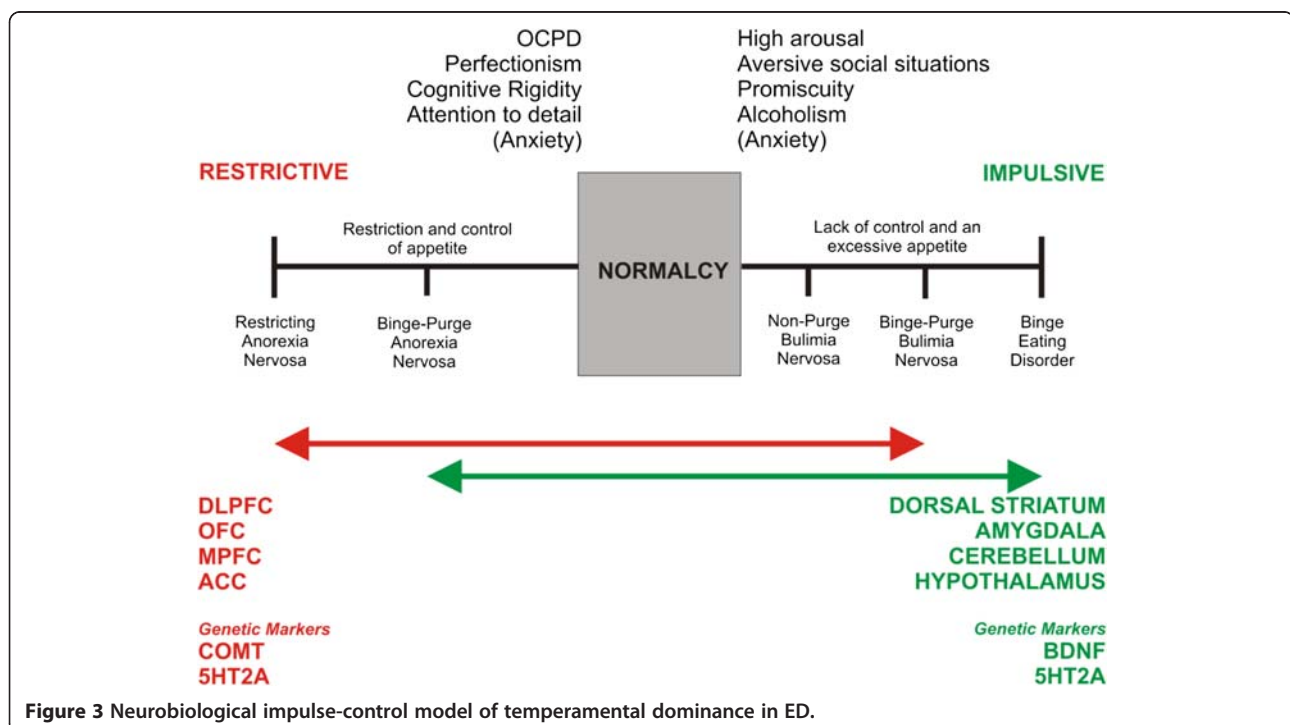 OCPD
Perfectionism
Cognitive Rigidity
Attention to detail
(Anxiety)
High arousal
Aversive social situations
Promiscuity
Alcoholism
(Anxiety)
RESTRICTIVE
IMPULSIVE
Restriction and control
of appetite
NORMALCY
Lack of control and an
excessive appetite
Restricting
Anorexia
Nervosa
Binge-Purge
Anorexia
Nervosa
Non-Purge
Bulimia
Nervosa
Binge-Purge
Bulimia
Nervosa
Binge
Eating
Disorder
DLPFC
OFC
MPFC
ACC
DORSAL STRIATUM
AMYGDALA
CEREBELLUM
HYPOTHALAMUS
Genetic Markers
COMT
5HT2A
Genetic Markers
BDNF
5HT2A
Figure 3 Neurobiological impulse-control model of temperamental dominance in ED.